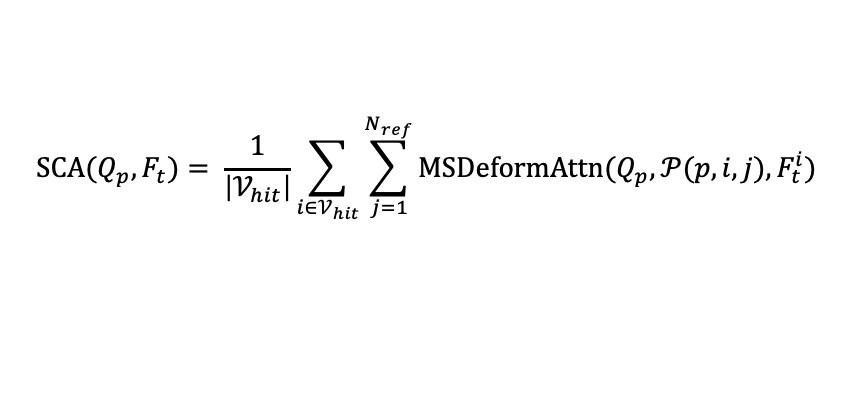 SCA(Q_p, F_t) = \frac{1}{|\mathcal{V}_{hit}|} \sum_{i \in \mathcal{V}_{hit}} \sum_{j=1}^{N_{ref}} MSDeformAttn(Q_p, \mathcal{P}(p, i, j), F_t^i)